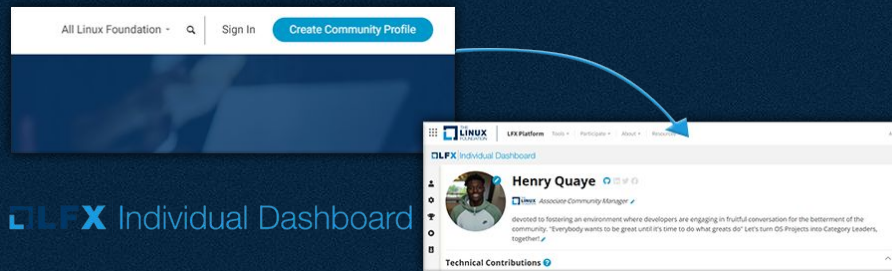 All Linux Foundation
Sign In
Create Community Profile
THE
LINUX
FOUNDATION
LFX Platform
Tools
Participate
About
Resources
LFX Individual Dashboard
Henry Quaye
LINUX
Associate Community Manager
devoted to fostering an environment where developers are engaging in fruitful conversation for the betterment of the
community. "Everybody wants to be great until it's time to do what greats do" Let's turn OS Projects into Category Leaders,
together!
Technical Contributions
LFX Individual Dashboard